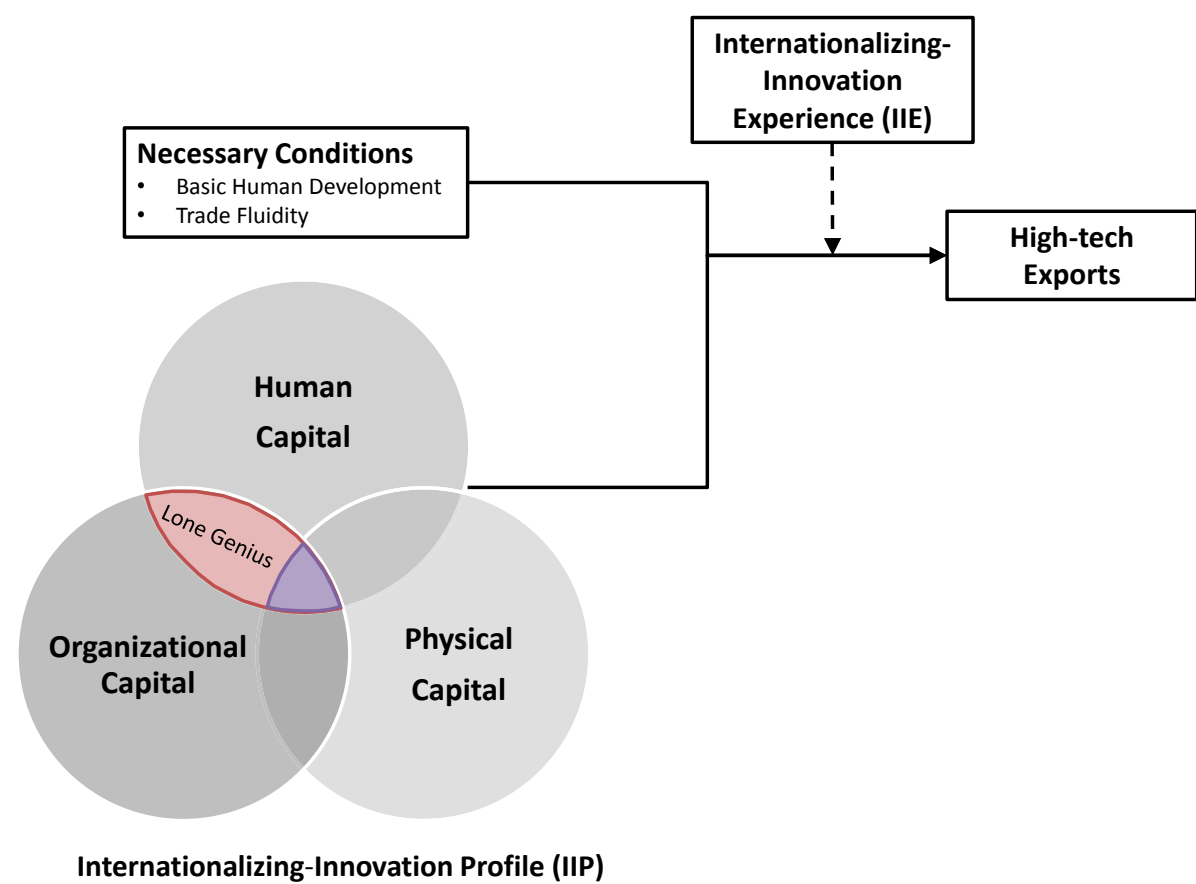 Internationalizing-
Innovation
Experience (IIE)
Necessary Conditions
• Basic Human Development
• Trade Fluidity
High-tech
Exports
Human
Capital
Lone Genius
Organizational
Capital
Physical
Capital
Internationalizing-Innovation Profile (IIP)